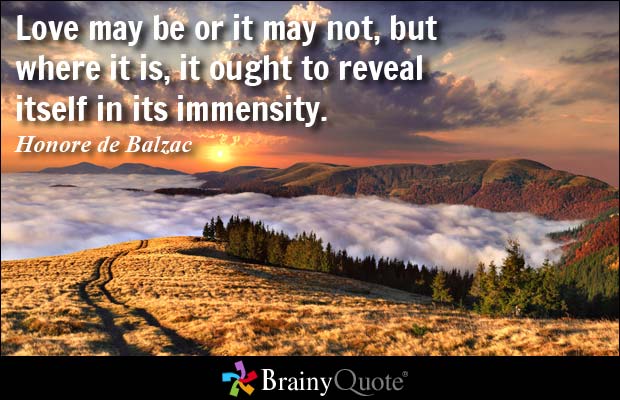 Love may be or it may not, but
where it is, it ought to reveal
itself in its immensity.
Honore de Balzac
BrainyQuote®